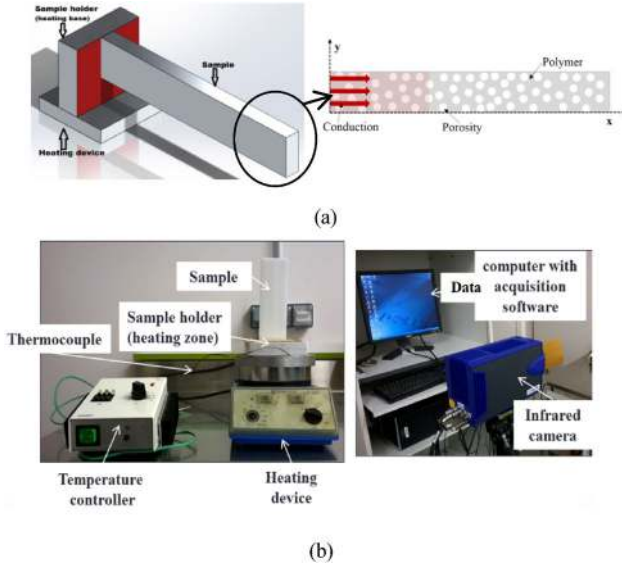 Sample holder
(heating base)
Sample
Heating device
y
Polymer
Conduction
Porosity
x
(a)
Sample
Sample holder
(heating zone)
Thermocouple
Temperature
controller
Heating
device
Data
computer with
acquisition
software
Infrared
camera
(b)